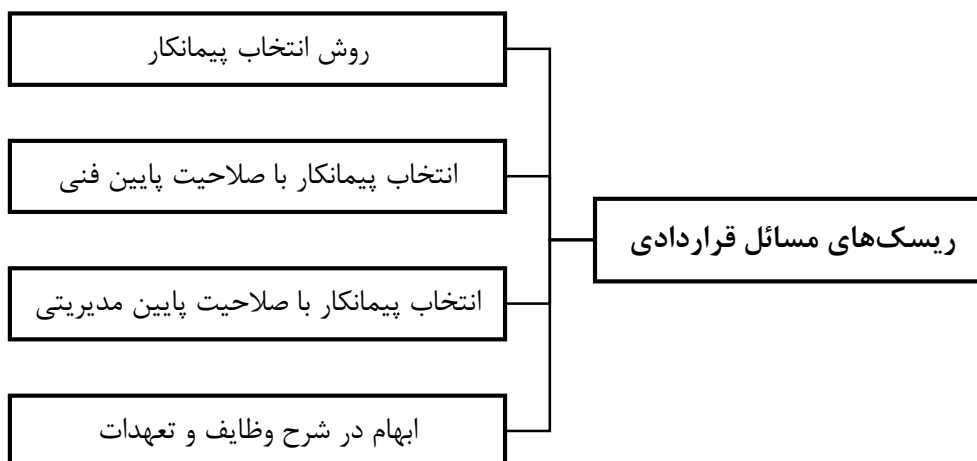 ریسک‌های مسائل قراردادی
روش انتخاب پیمانکار
انتخاب پیمانکار با صلاحیت پایین فنی
انتخاب پیمانکار با صلاحیت پایین مدیریتی
ابهام در شرح وظایف و تعهدات